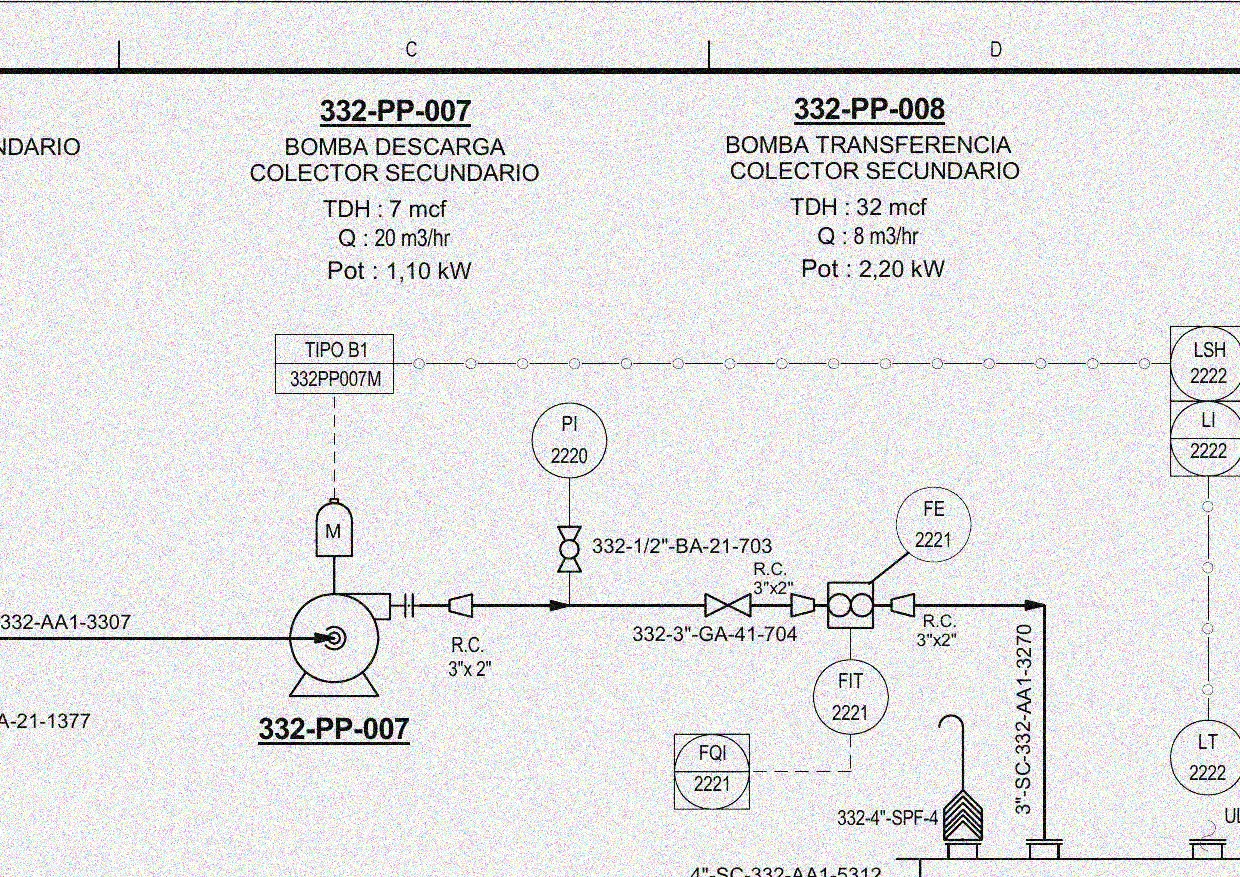 C
D
332-PP-007
332-PP-008
NDARIO
BOMBA DESCARGA
COLECTOR SECUNDARIO
BOMBA TRANSFERENCIA
COLECTOR SECUNDARIO
TDH : 7 mcf
Q : 20 m3/hr
Pot : 1,10 kW
TDH : 32 mcf
Q : 8 m3/hr
Pot : 2,20 kW
TIPO B1
332PP007M
LSH
2222
LI
2222
PI
2220
FE
2221
M
332-1/2"-BA-21-703
R.C.
3"x2"
332-AA1-3307
332-3"-GA-41-704
R.C.
3"x2"
R.C.
3"x 2"
FIT
2221
3"-SC-332-AA1-3270
A-21-1377
332-PP-007
FQI
2221
LT
2222
332-4"-SPF-4
UL
4"-SC-332-AA1-5312